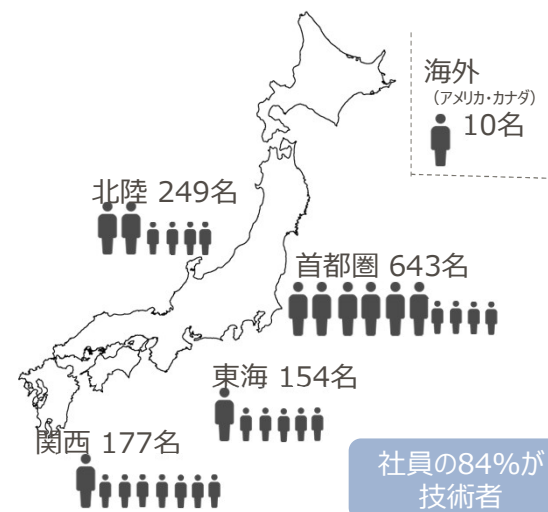 海外
(アメリカ・カナダ)
10名
北陸 249名
首都圏 643名
東海 154名
関西 177名
社員の84%が
技術者